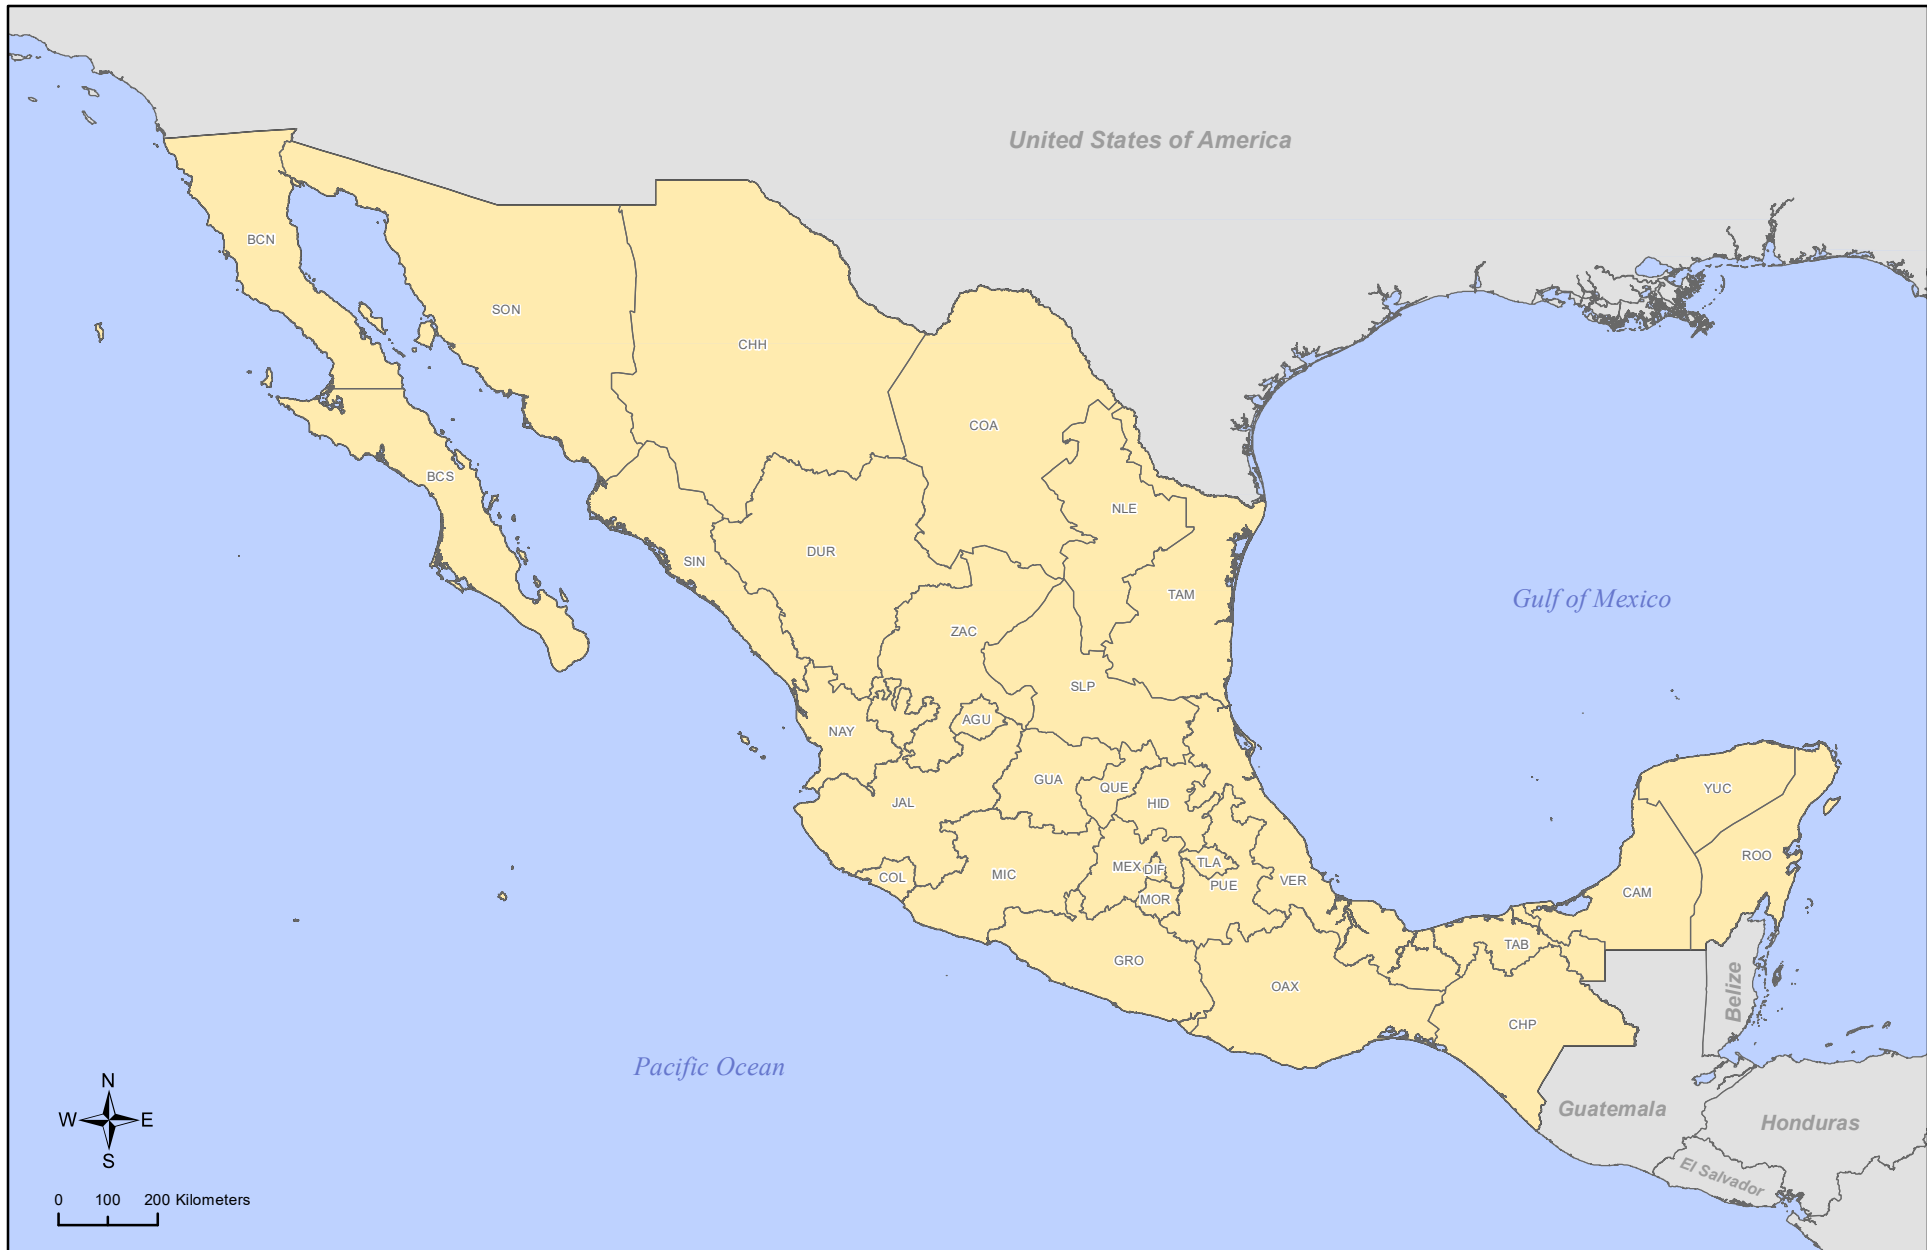 United States of America
BCN
SON
CHH
COA
BCS
NLE
DUR
SIN
TAM
Gulf of Mexico
ZAC
SLP
AGU
NAY
GUA
QUE
YUC
JAL
HID
ROO
TLA
MEX
DIF
MIC
COL
PUE
VER
CAM
MOR
TAB
GRO
OAX
Belize
CHP
Pacific Ocean
N
W E
S
Guatemala
Honduras
El Salvador
0 100 200 Kilometers